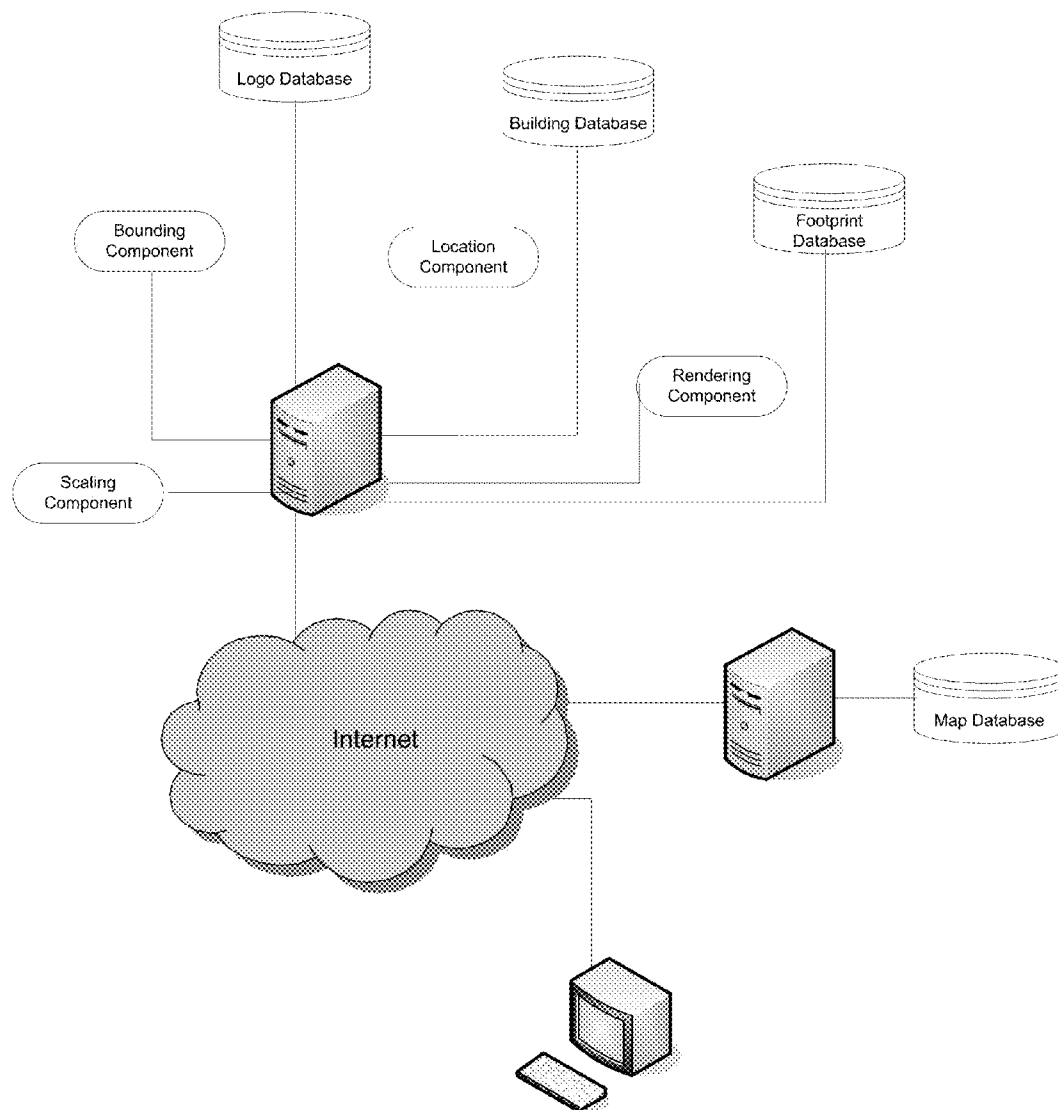 Logo Database
Building Database
Footprint
Database
Bounding
Component
Location
Component
Rendering
Component
Scaling
Component
Internet
Map Database